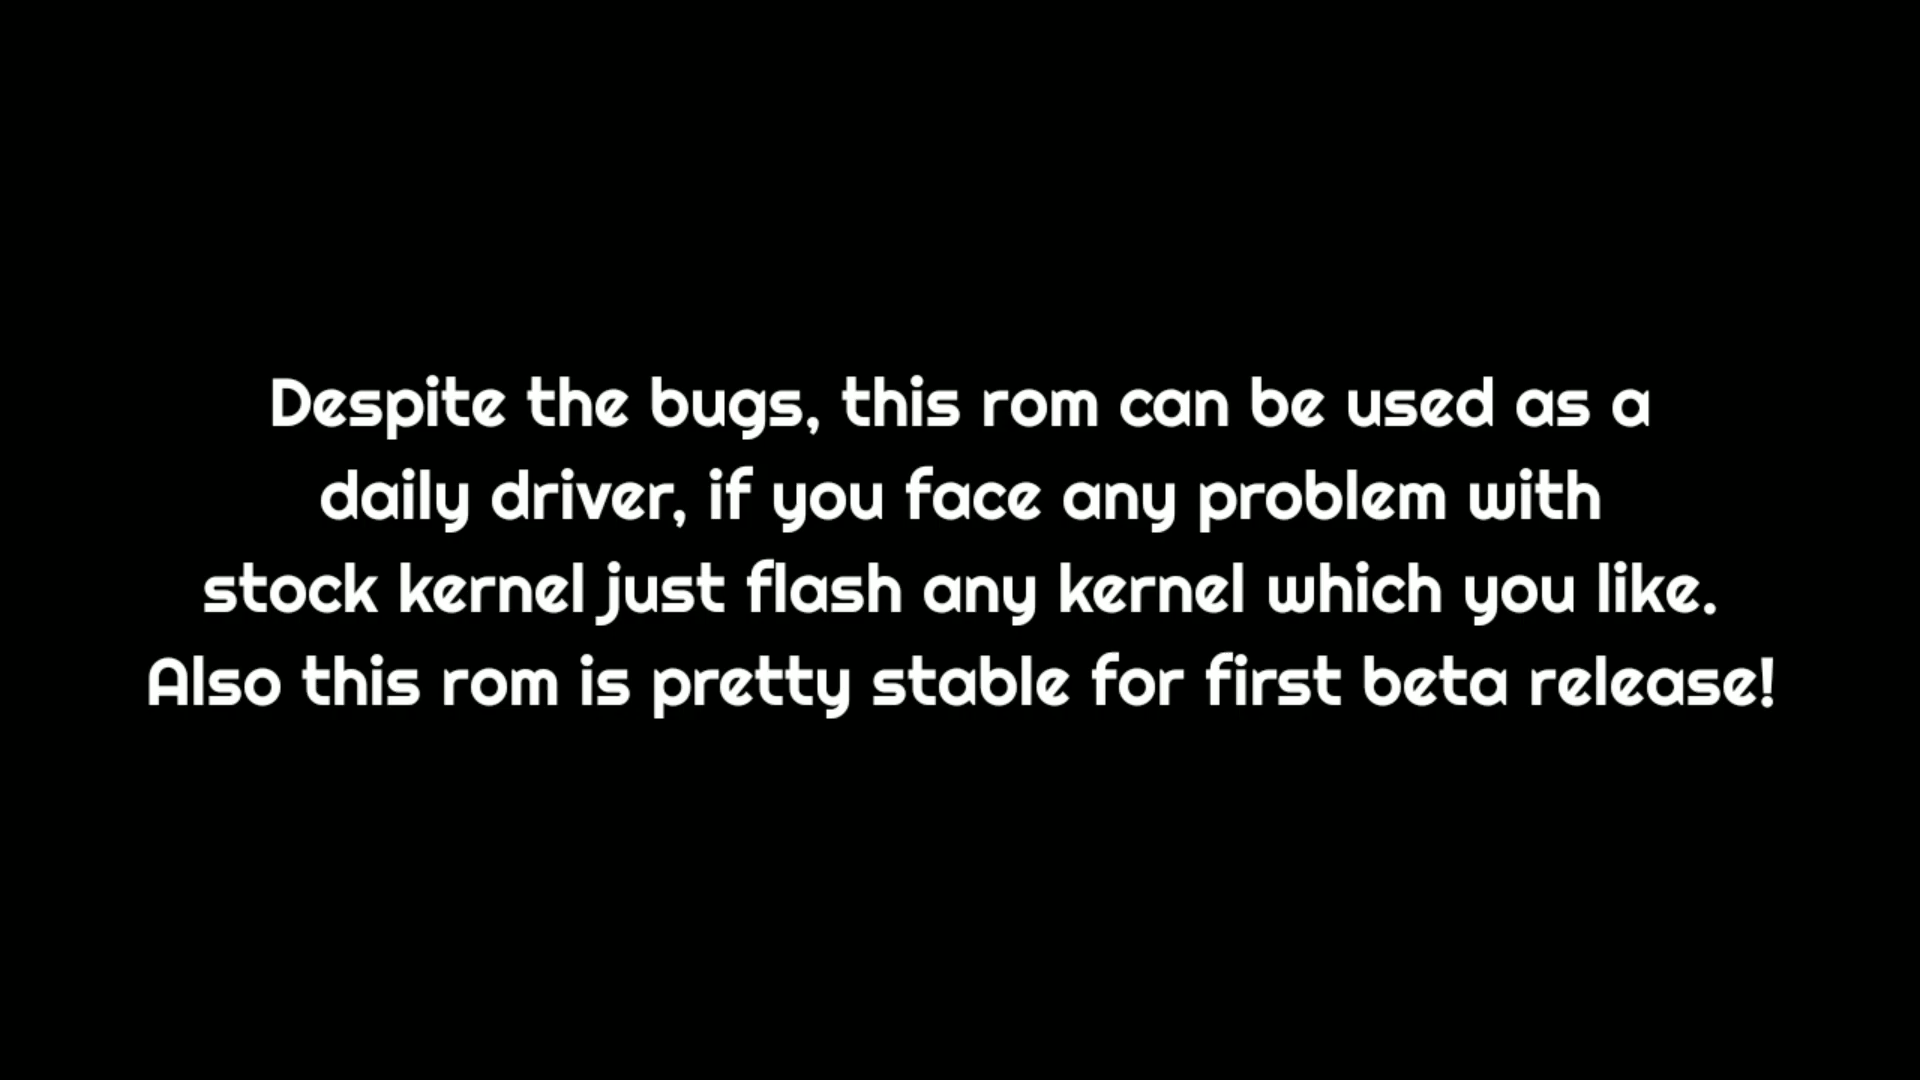 Despite the bugs, this rom can be used as a
daily driver, if you face any problem with
stock kernel just flash any kernel which you like.
Also this rom is pretty stable for first beta release!